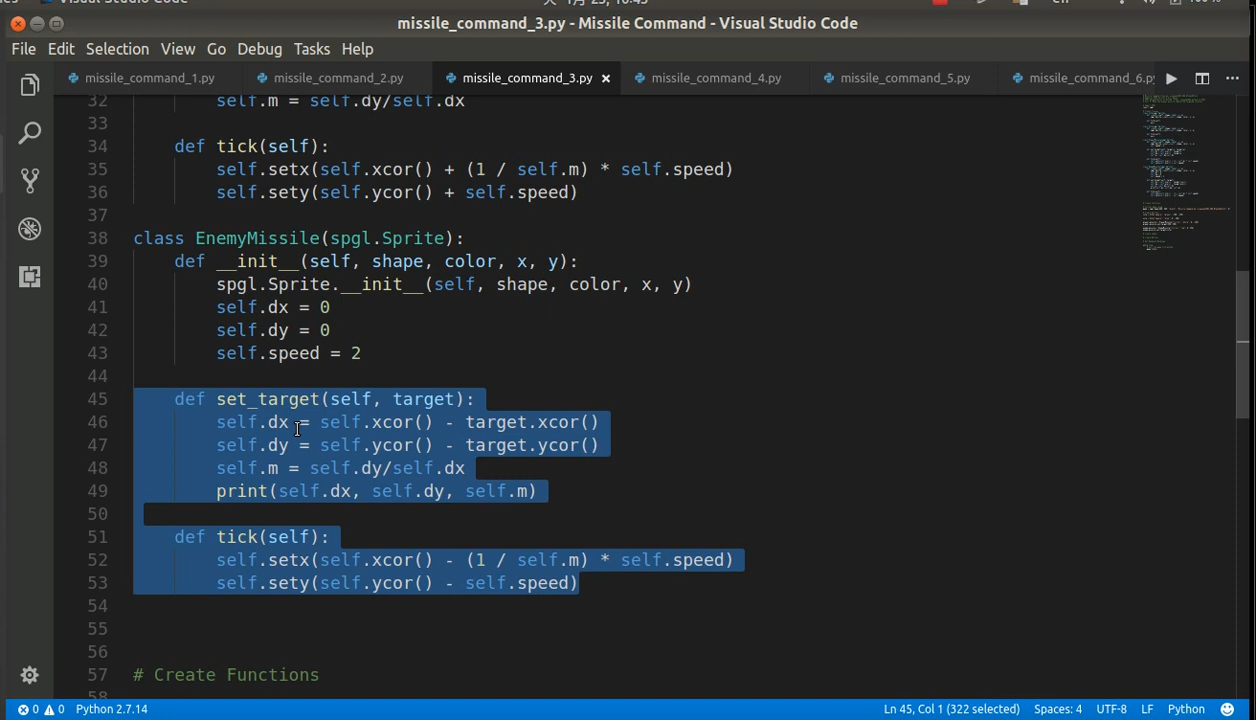 Visual Studio Code
missile_command_3.py - Missile Command - Visual Studio Code
File Edit Selection View Go Debug Tasks Help
missile_command_1.py missile_command_2.py missile_command_3.py × missile_command_4.py missile_command_5.py missile_command_6.py
32 self.m = self.dy/self.dx
33
34 def tick(self):
35 self.setx(self.xcor() + (1 / self.m) * self.speed)
36 self.sety(self.ycor() + self.speed)
37
38 class EnemyMissile(spgl.Sprite):
39 def __init__(self, shape, color, x, y):
40 spgl.Sprite.__init__(self, shape, color, x, y)
41 self.dx = 0
42 self.dy = 0
43 self.speed = 2
44
45 def set_target(self, target):
46 self.dx = self.xcor() - target.xcor()
47 self.dy = self.ycor() - target.ycor()
48 self.m = self.dy/self.dx
49 print(self.dx, self.dy, self.m)
50
51 def tick(self):
52 self.setx(self.xcor() - (1 / self.m) * self.speed)
53 self.sety(self.ycor() - self.speed)
54
55
56
57 # Create Functions
58
0 0 Python 2.7.14 Ln 45, Col 1 (322 selected) Spaces: 4 UTF-8 LF Python